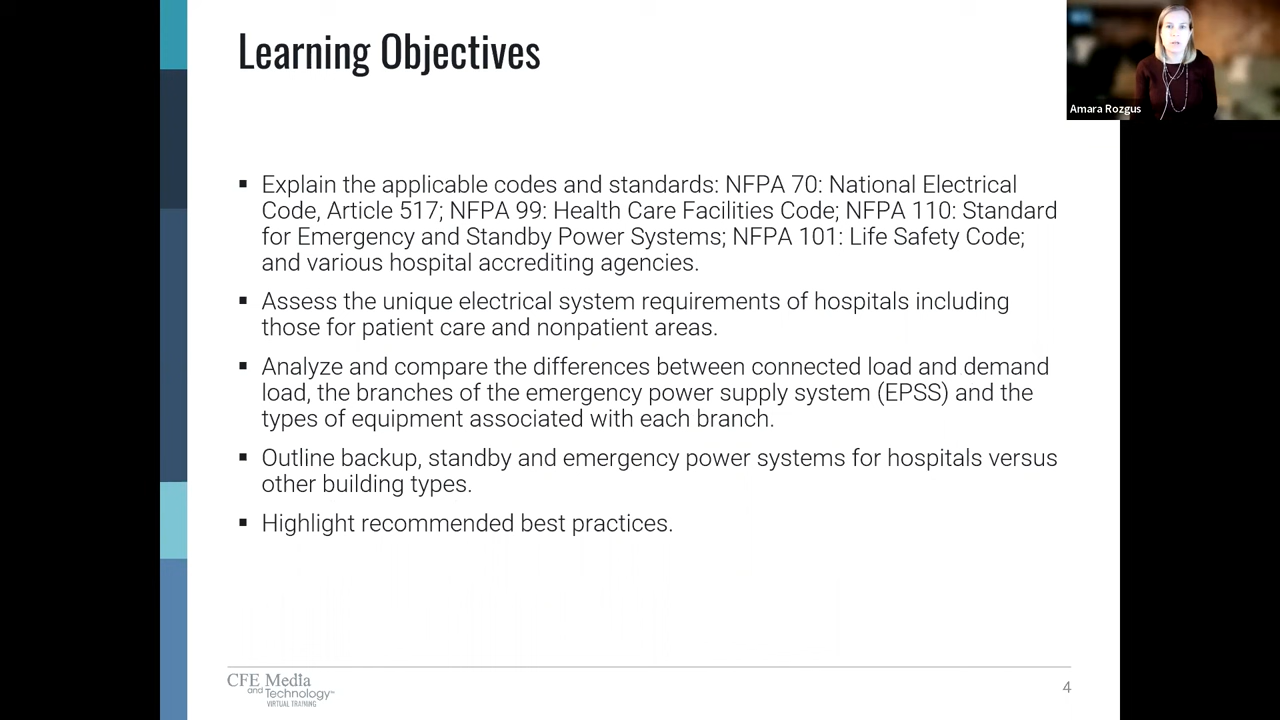 Learning Objectives
Amara Rozgus
▪ Explain the applicable codes and standards: NFPA 70: National Electrical
Code, Article 517; NFPA 99: Health Care Facilities Code; NFPA 110: Standard
for Emergency and Standby Power Systems; NFPA 101: Life Safety Code;
and various hospital accrediting agencies.
▪ Assess the unique electrical system requirements of hospitals including
those for patient care and nonpatient areas.
▪ Analyze and compare the differences between connected load and demand
load, the branches of the emergency power supply system (EPSS) and the
types of equipment associated with each branch.
▪ Outline backup, standby and emergency power systems for hospitals versus
other building types.
▪ Highlight recommended best practices.
CFE Media
and Technology™
VIRTUAL TRAINING
4